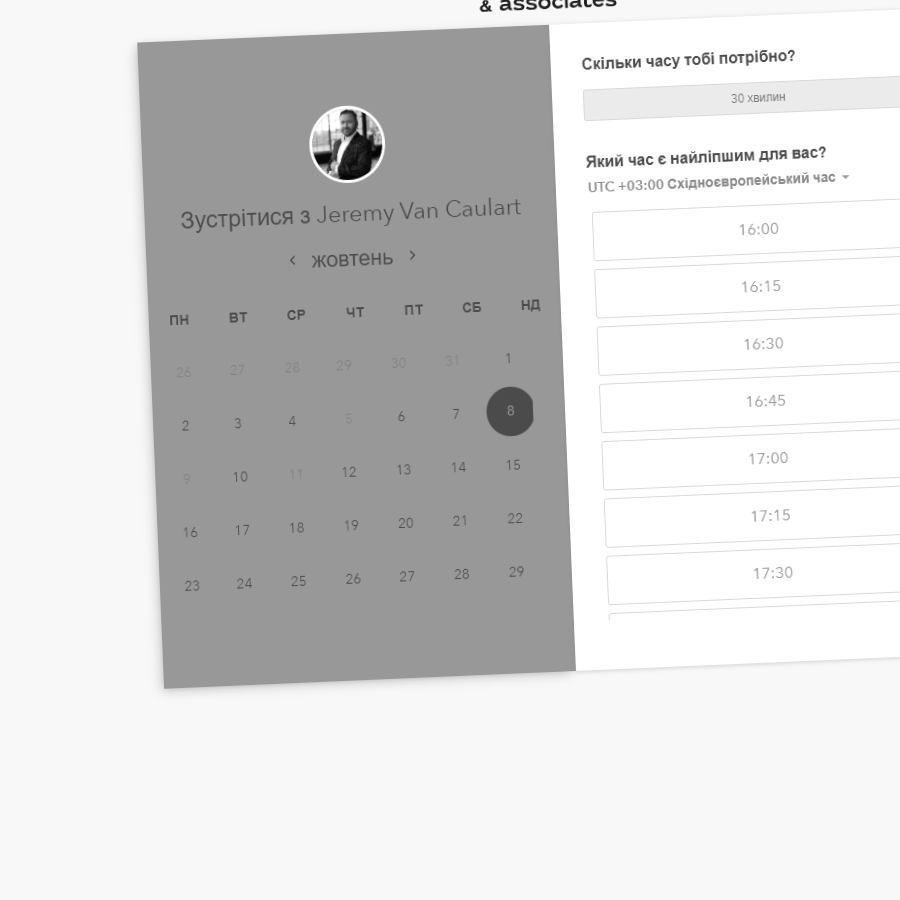 & associates
Зустрітися з Jeremy Van Caulart
жовтень
ПН ВТ СР ЧТ ПТ СБ НД
26 27 28 29 30 31 1
2 3 4 5 6 7 8
9 10 11 12 13 14 15
16 17 18 19 20 21 22
23 24 25 26 27 28 29
Скільки часу тобі потрібно?
30 хвилин
Який час є найліпшим для вас?
UTC +03:00 Східноєвропейський час
16:00
16:15
16:30
16:45
17:00
17:15
17:30